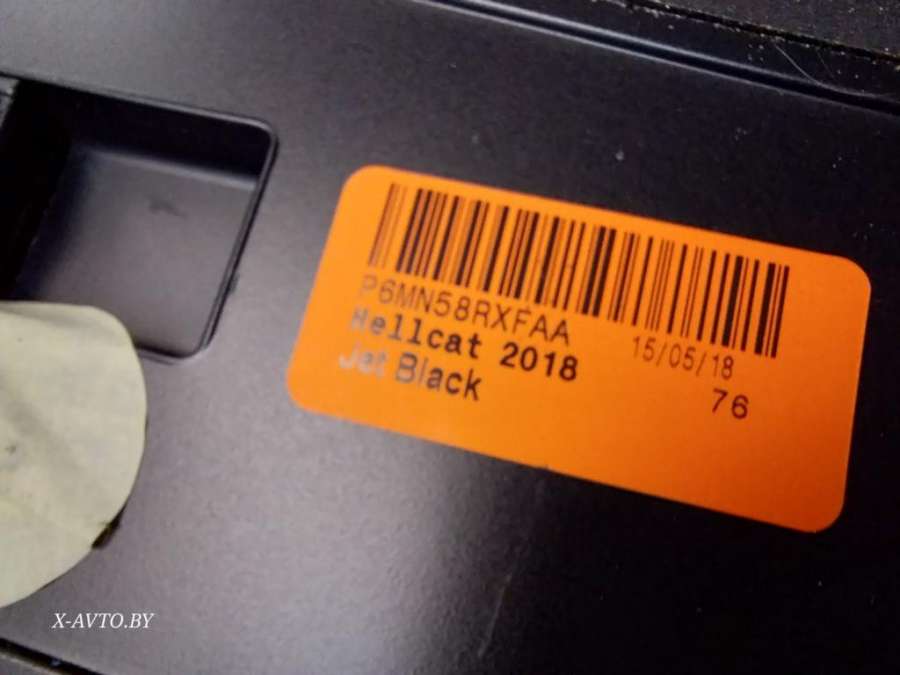 P6MN58RXFAA 15/05/18
Hellcat 2018
Jet Black 76
X-AVTO.BY